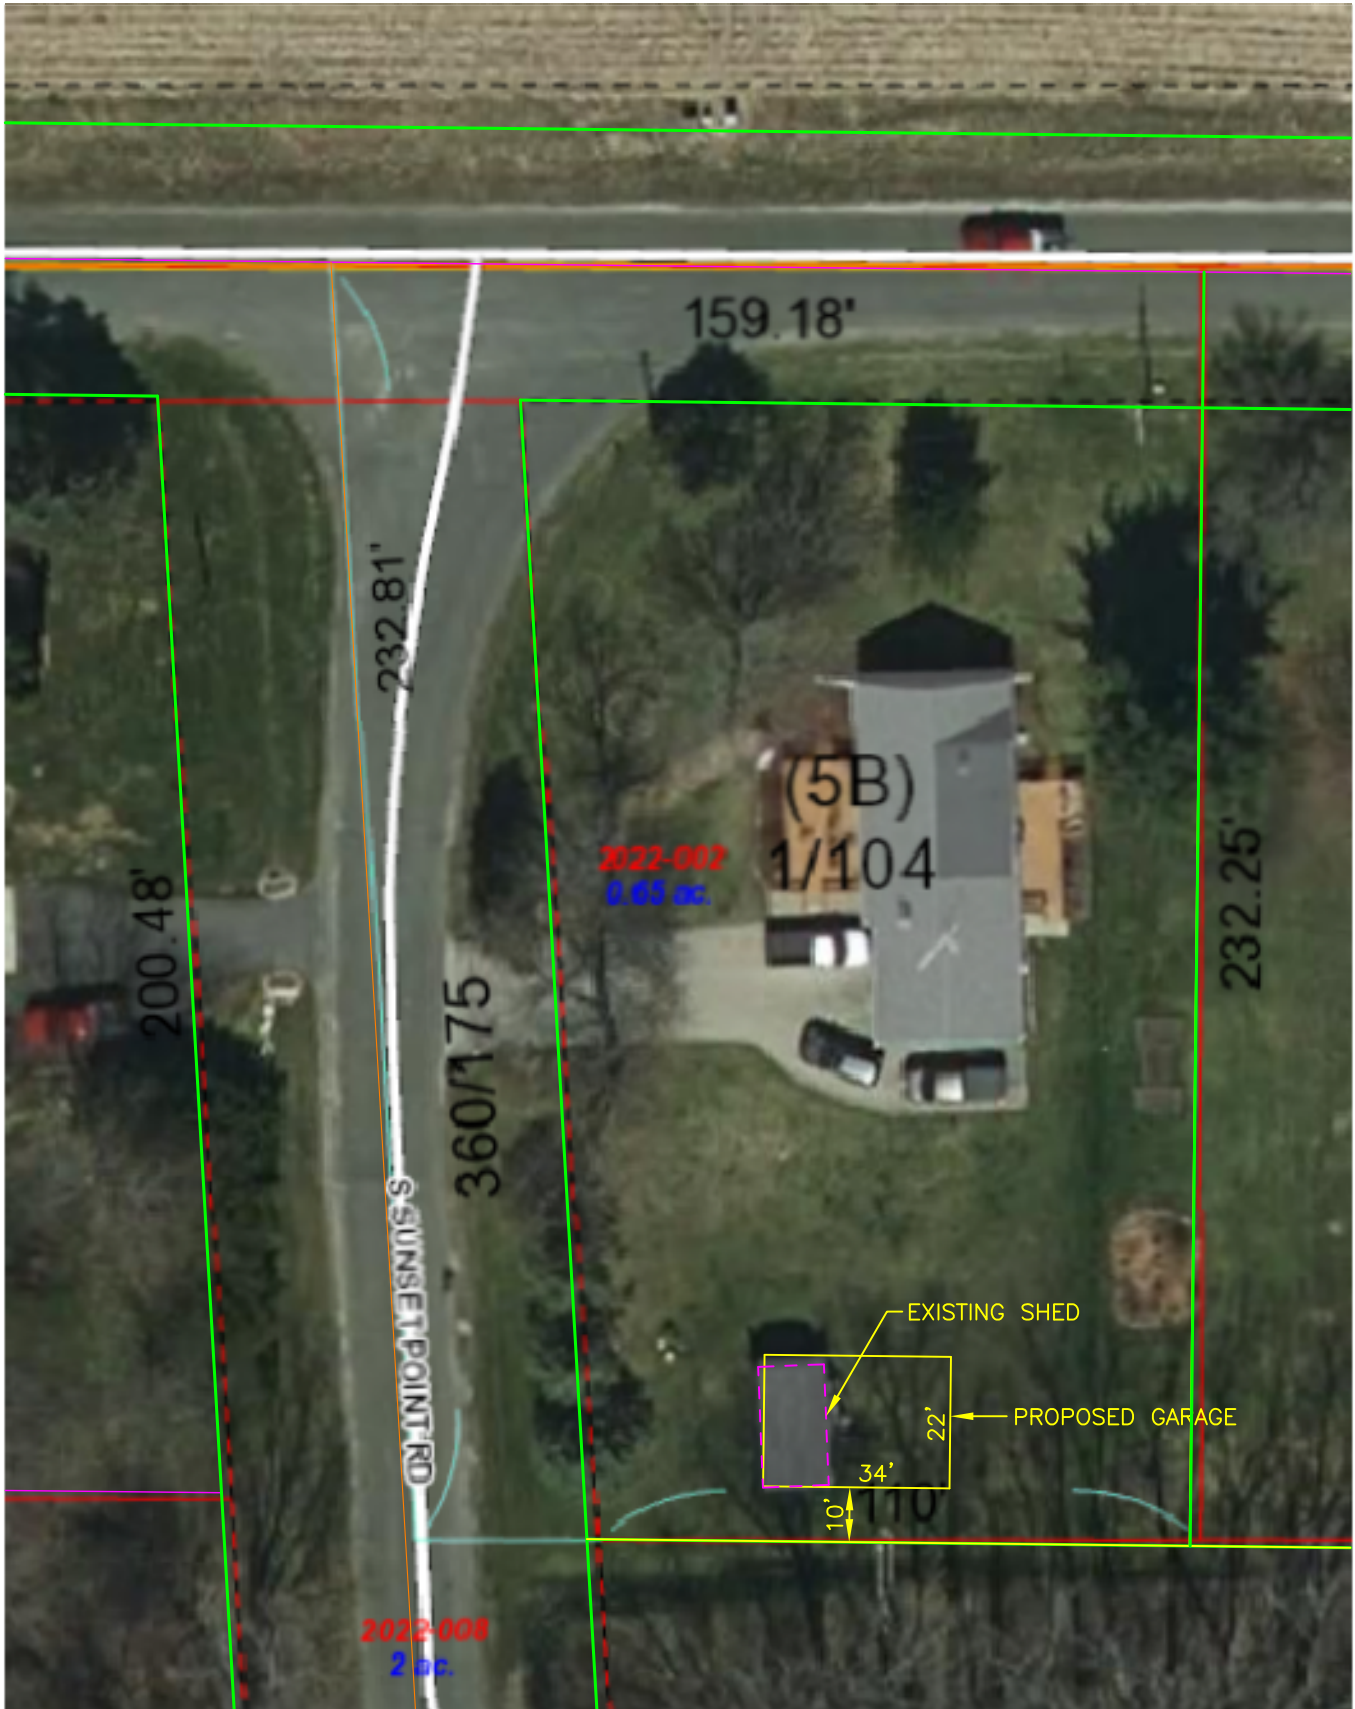 159.18'
232.81'
(5B)
1/104
2022-002
0.65 ac.
232.25'
200.48'
360/175
S SUNSET POINT RD
EXISTING SHED
PROPOSED GARAGE
22'
34'
10'
110'
2022-008
2 ac.